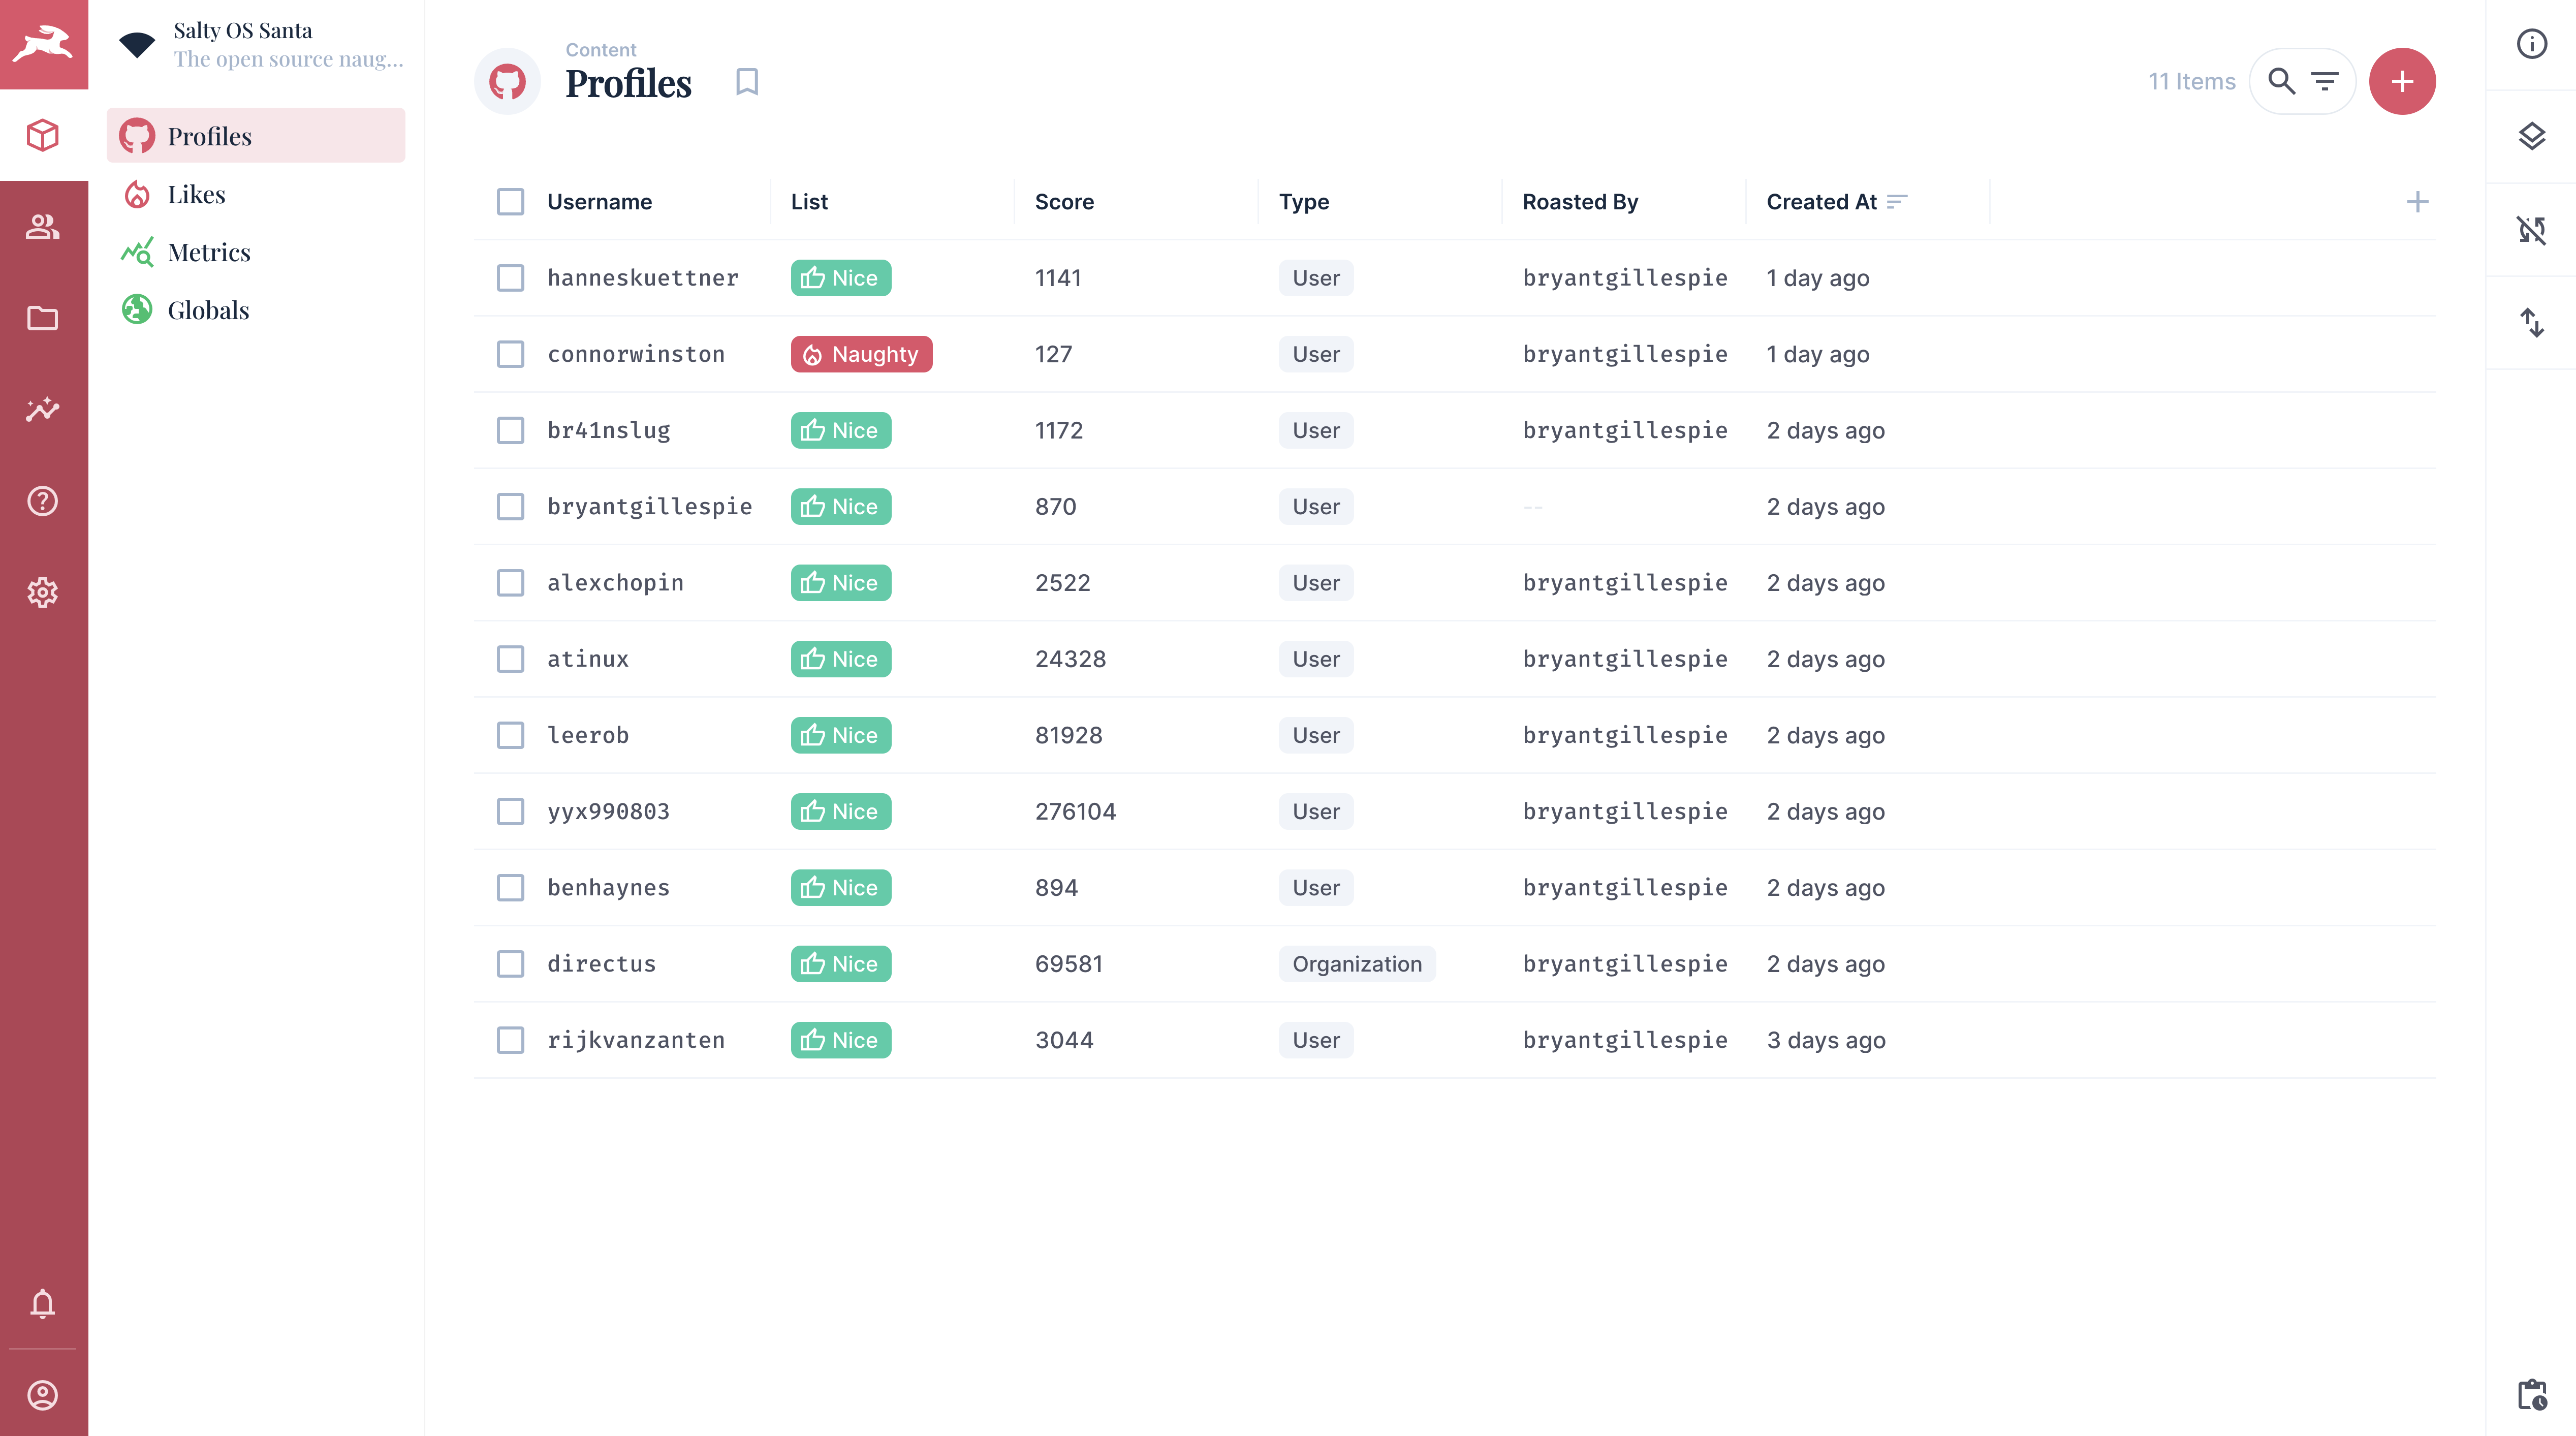 Salty OS Santa
The open source naug...
Profiles
Likes
Metrics
Globals
Content
Profiles
11 Items
Username List Score Type Roasted By Created At
hanneskuettner Nice 1141 User bryantgillespie 1 day ago
connorwinston Naughty 127 User bryantgillespie 1 day ago
br41nslug Nice 1172 User bryantgillespie 2 days ago
bryantgillespie Nice 870 User -- 2 days ago
alexchopin Nice 2522 User bryantgillespie 2 days ago
atinux Nice 24328 User bryantgillespie 2 days ago
leerob Nice 81928 User bryantgillespie 2 days ago
yyx990803 Nice 276104 User bryantgillespie 2 days ago
benhaynes Nice 894 User bryantgillespie 2 days ago
directus Nice 69581 Organization bryantgillespie 2 days ago
rijkvanzanten Nice 3044 User bryantgillespie 3 days ago